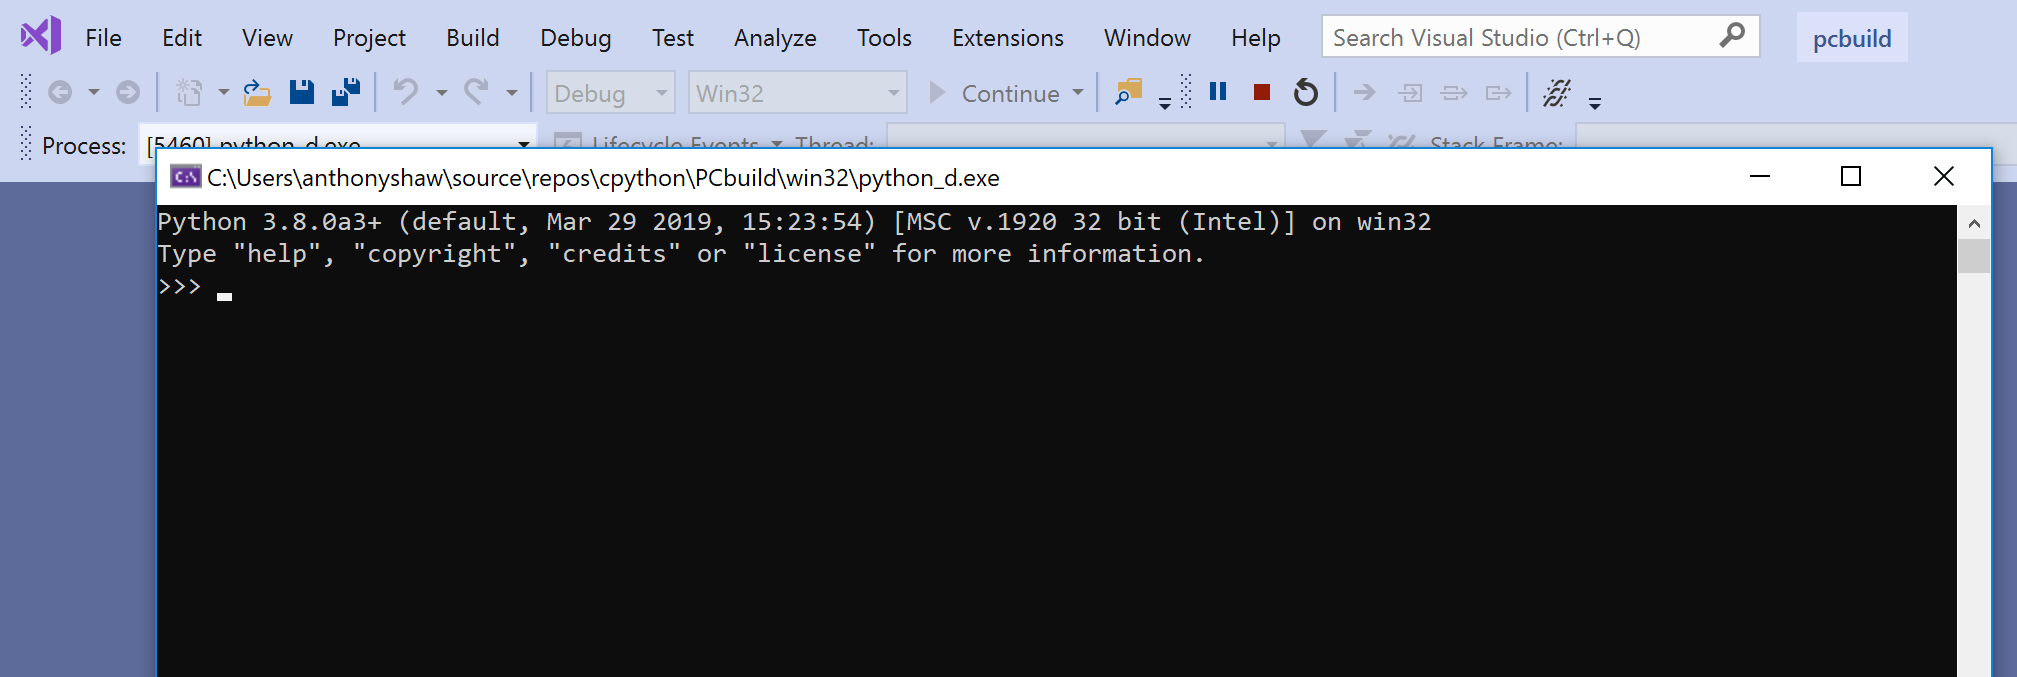 File Edit View Project Build Debug Test Analyze Tools Extensions Window Help Search Visual Studio (Ctrl+Q) pcbuild
Debug Win32 Continue
Process: [5460] python_d.exe Lifecycle Events Thread: Stack Frame:
C:\Users\anthonyshaw\source\repos\cpython\PCbuild\win32\python_d.exe
Python 3.8.0a3+ (default, Mar 29 2019, 15:23:54) [MSC v.1920 32 bit (Intel)] on win32
Type "help", "copyright", "credits" or "license" for more information.
>>>